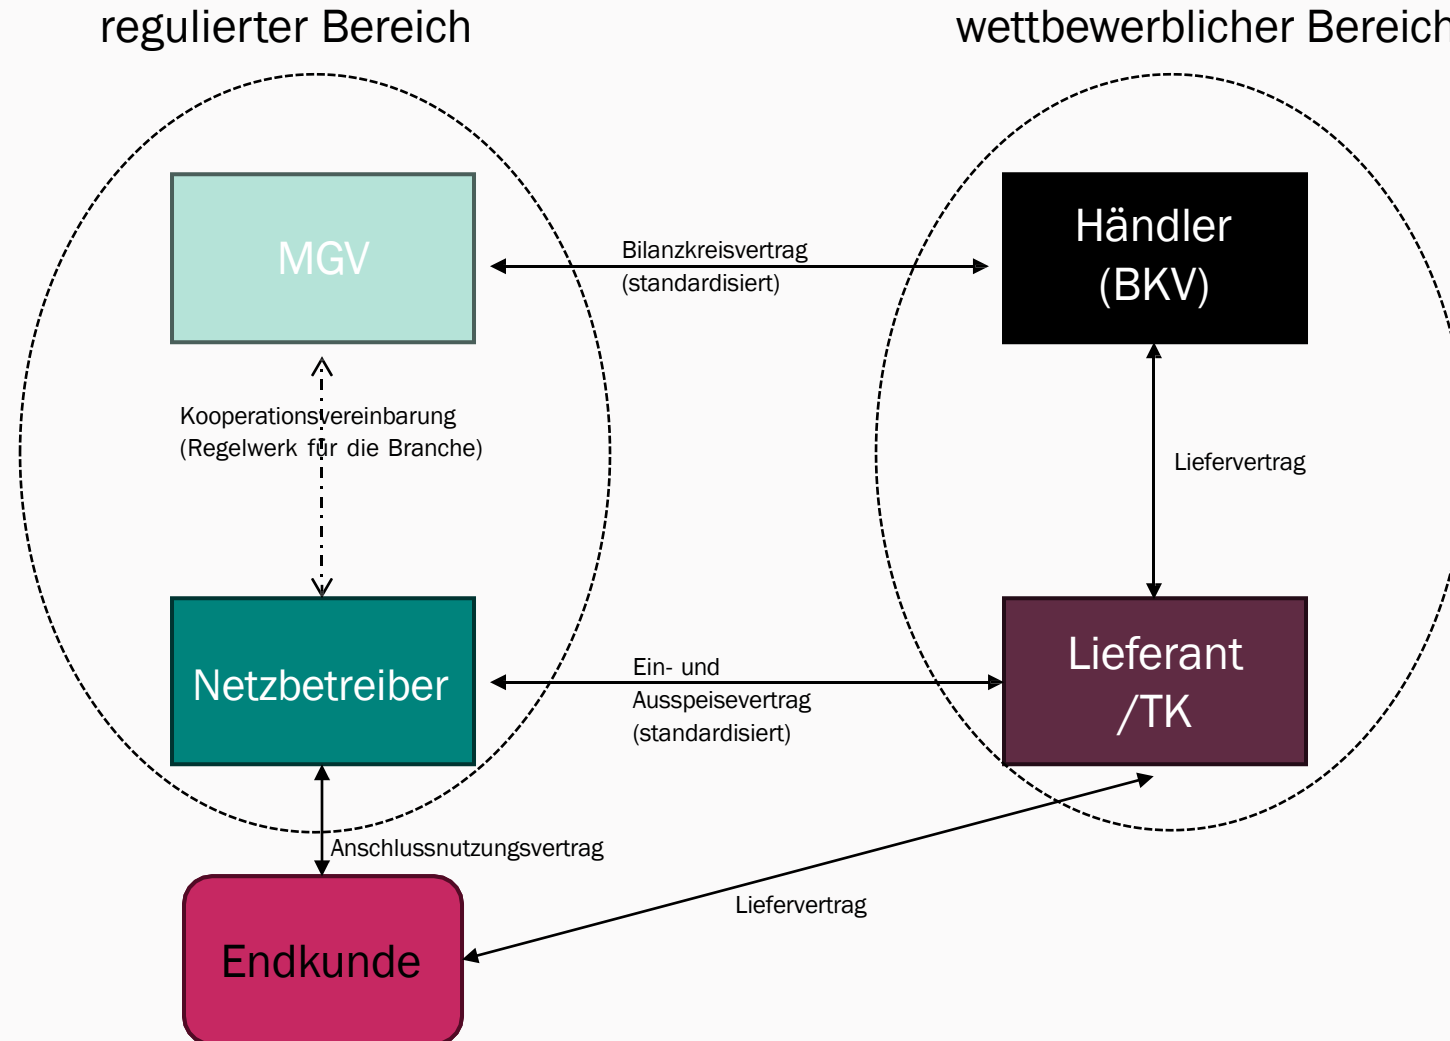 regulierter Bereich
wettbewerblicher Bereich
MGV
Bilanzkreisvertrag
(standardisiert)
Händler
(BKV)
Kooperationsvereinbarung
(Regelwerk für die Branche)
Liefervertrag
Netzbetreiber
Ein- und
Ausspeisevertrag
(standardisiert)
Lieferant
/TK
Anschlussnutzungsvertrag
Liefervertrag
Endkunde